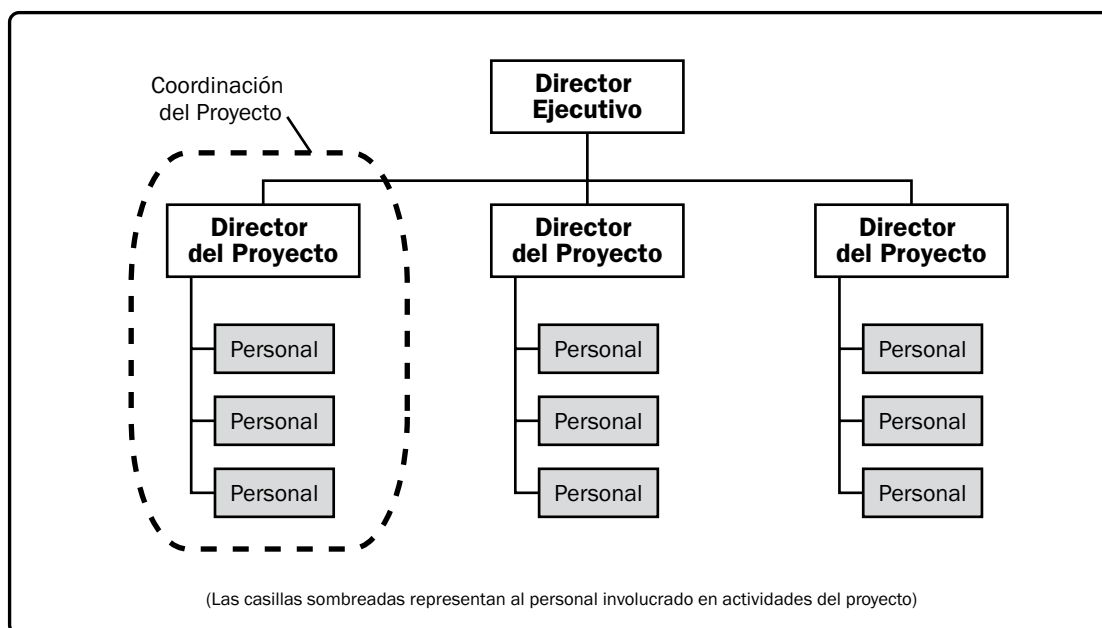 Coordinación
del Proyecto
Director
Ejecutivo
Director
del Proyecto
Director
del Proyecto
Director
del Proyecto
Personal
Personal
Personal
Personal
Personal
Personal
Personal
Personal
Personal
(Las casillas sombreadas representan al personal involucrado en actividades del proyecto)